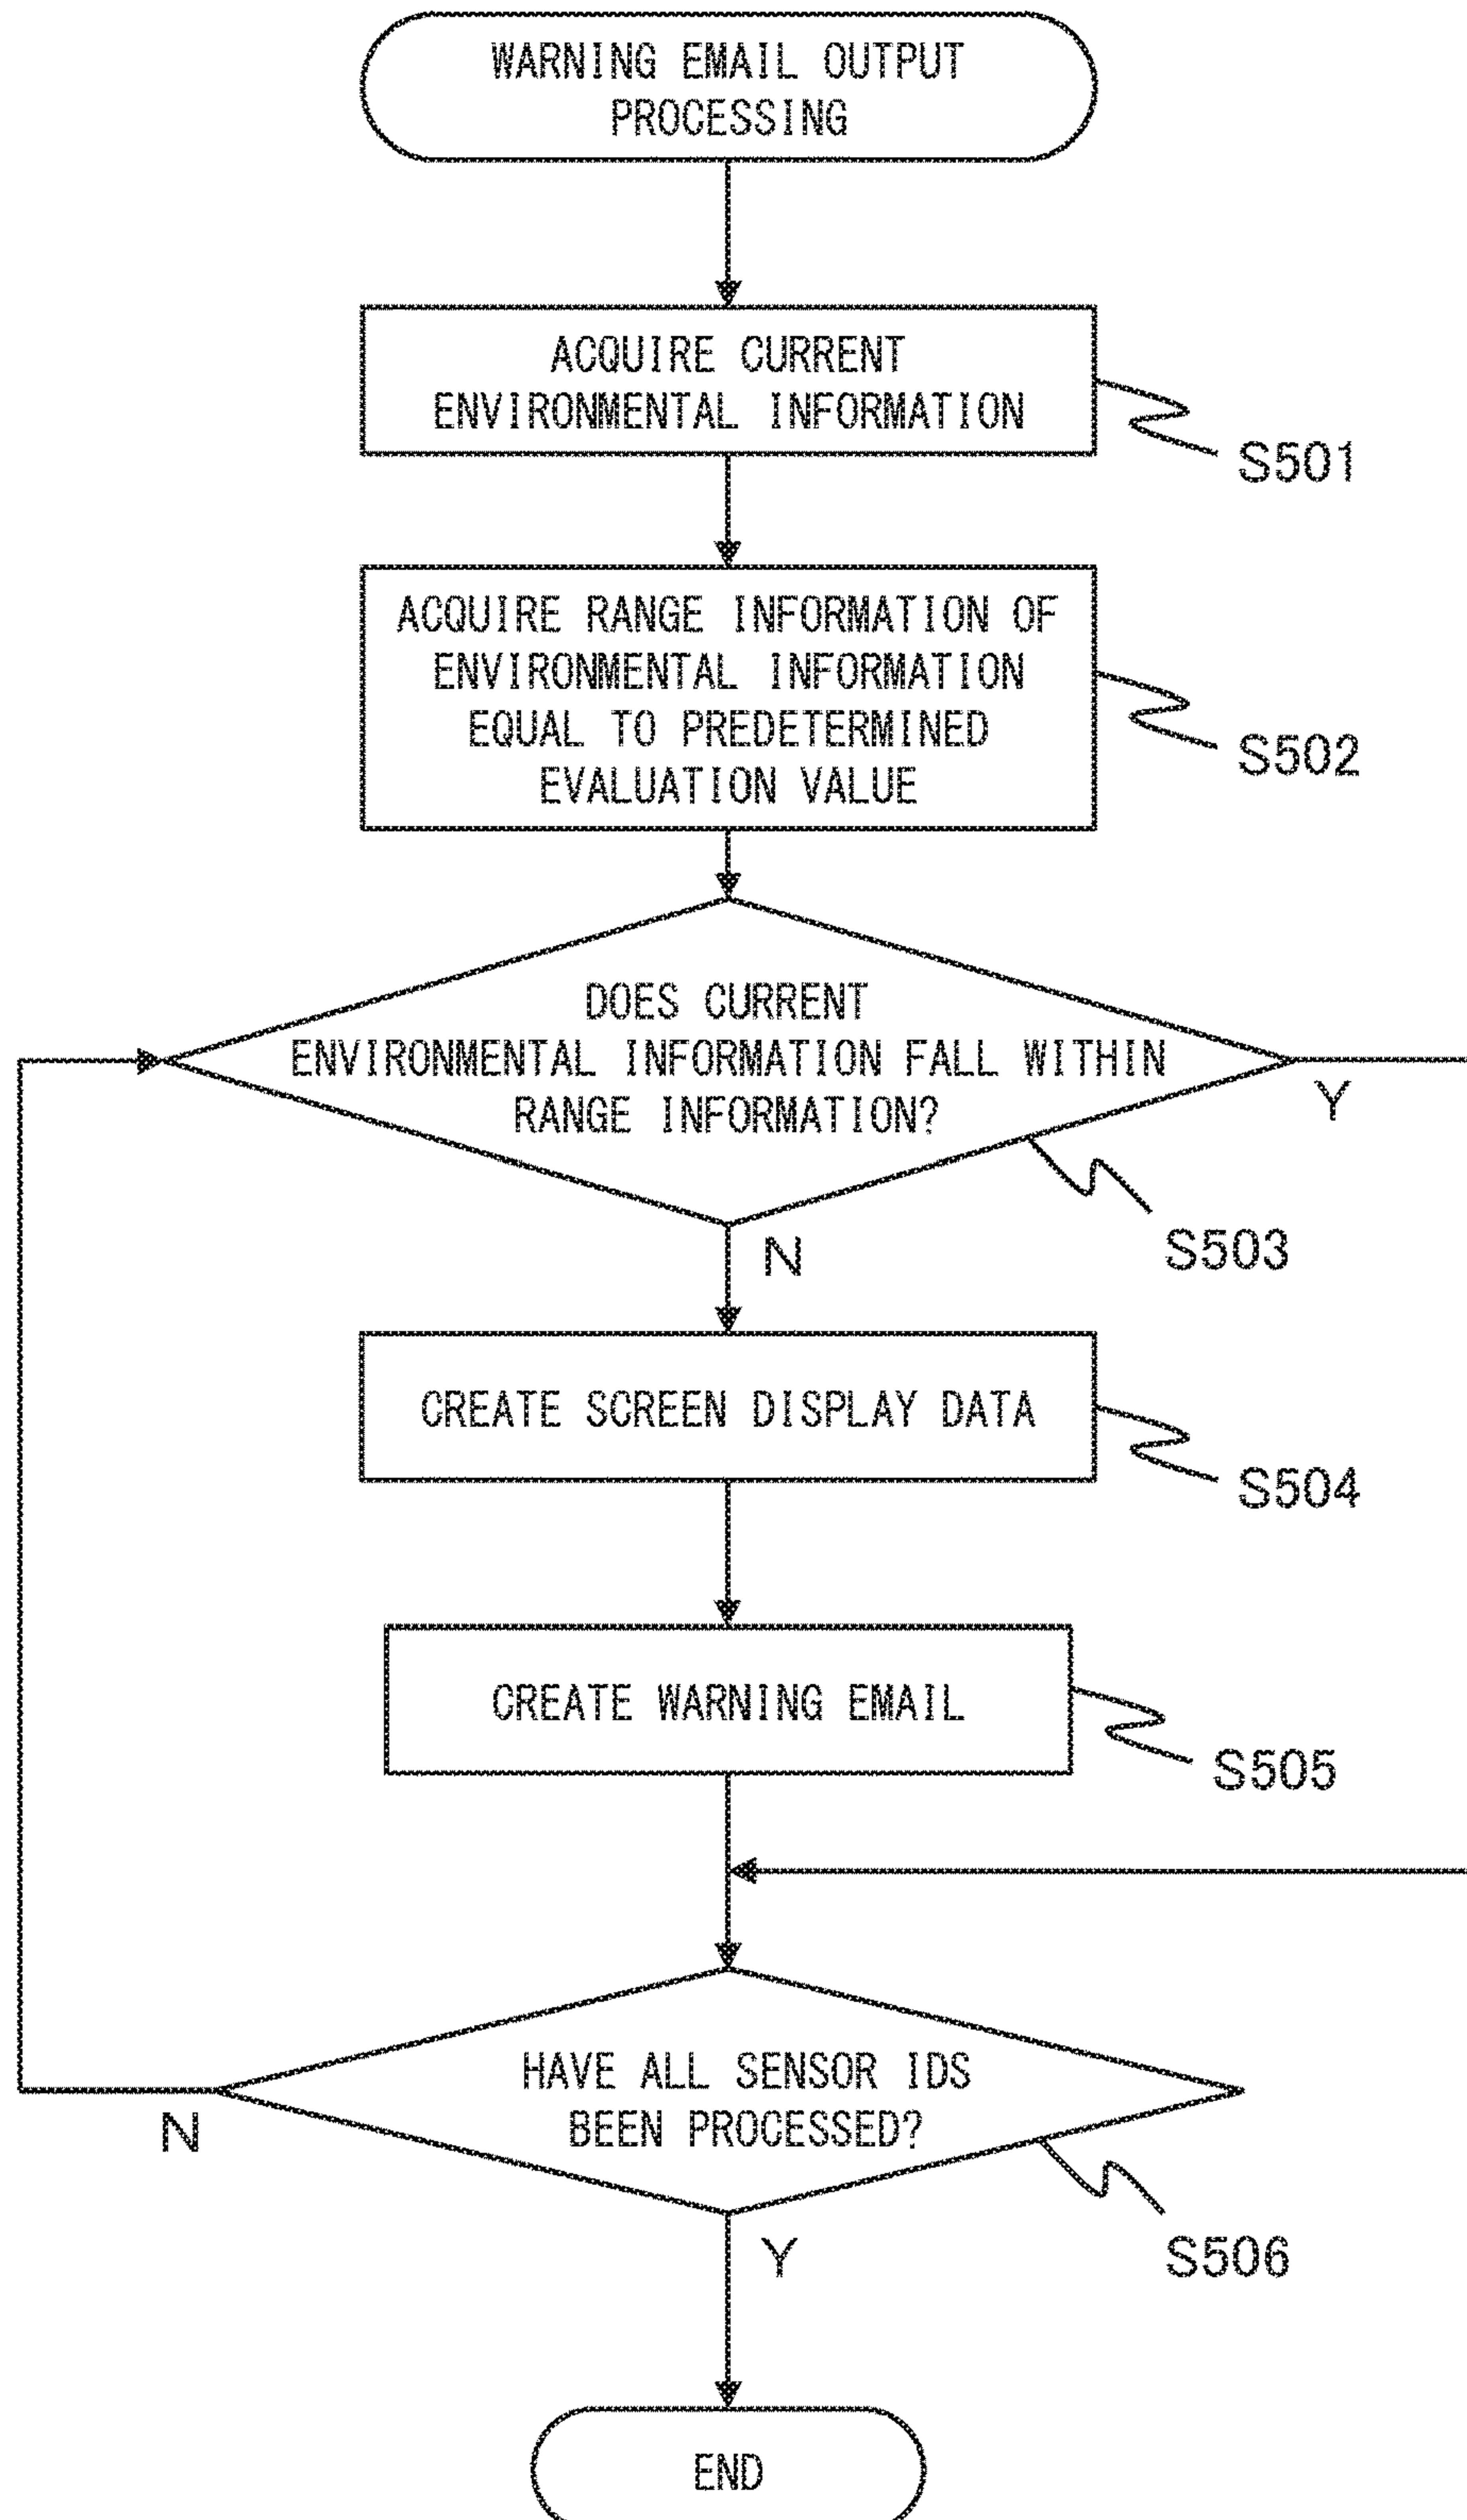 WARNING EMAIL OUTPUT
PROCESSING
ACQUIRE CURRENT
ENVIRONMENTAL INFORMATION
S501
ACQUIRE RANGE INFORMATION OF
ENVIRONMENTAL INFORMATION
EQUAL TO PREDETERMINED
EVALUATION VALUE
S502
DOES CURRENT
ENVIRONMENTAL INFORMATION FALL WITHIN
RANGE INFORMATION?
Y
N
S503
CREATE SCREEN DISPLAY DATA
S504
CREATE WARNING EMAIL
S505
HAVE ALL SENSOR IDS
BEEN PROCESSED?
N
Y
S506
END